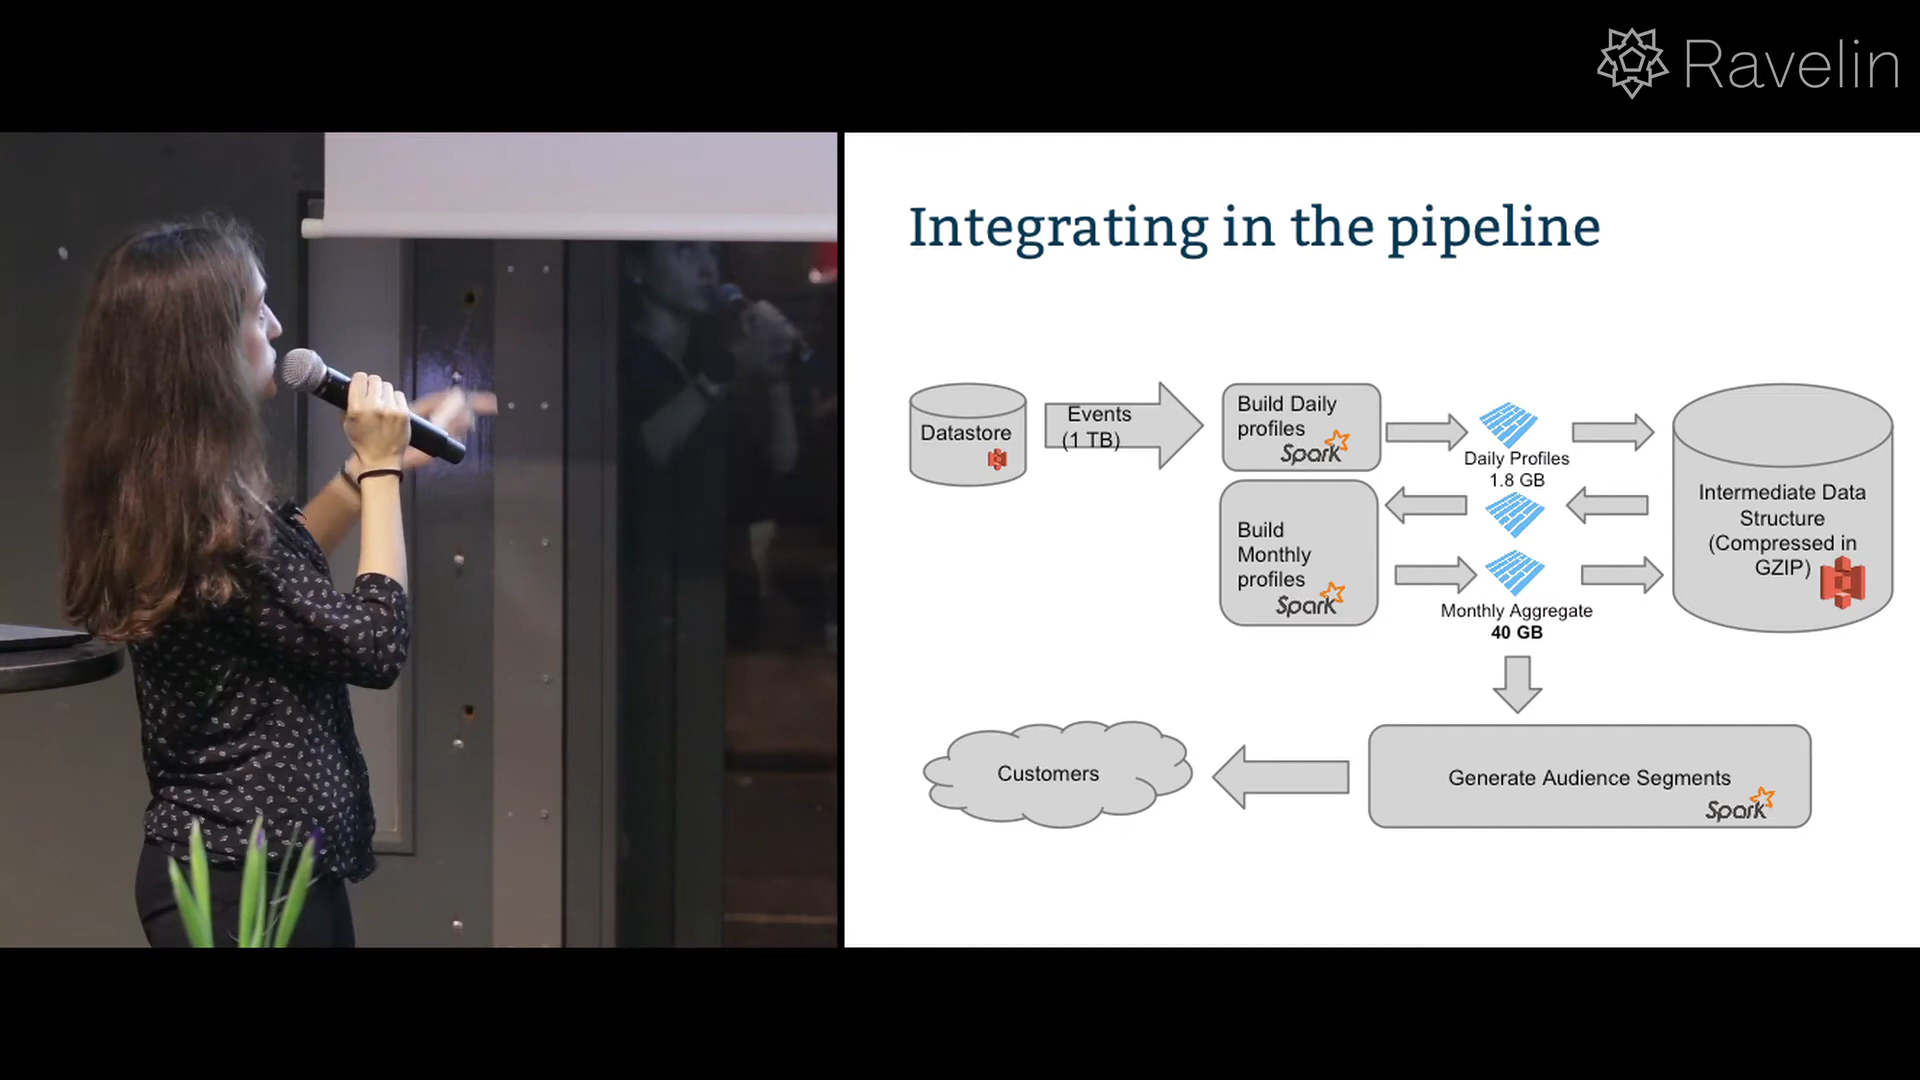 Ravelin
Integrating in the pipeline
Datastore
Events
(1 TB)
Build Daily
profiles
Spark
Daily Profiles
1.8 GB
Build
Monthly
profiles
Spark
Monthly Aggregate
40 GB
Intermediate Data
Structure
(Compressed in
GZIP)
Customers
Generate Audience Segments
Spark